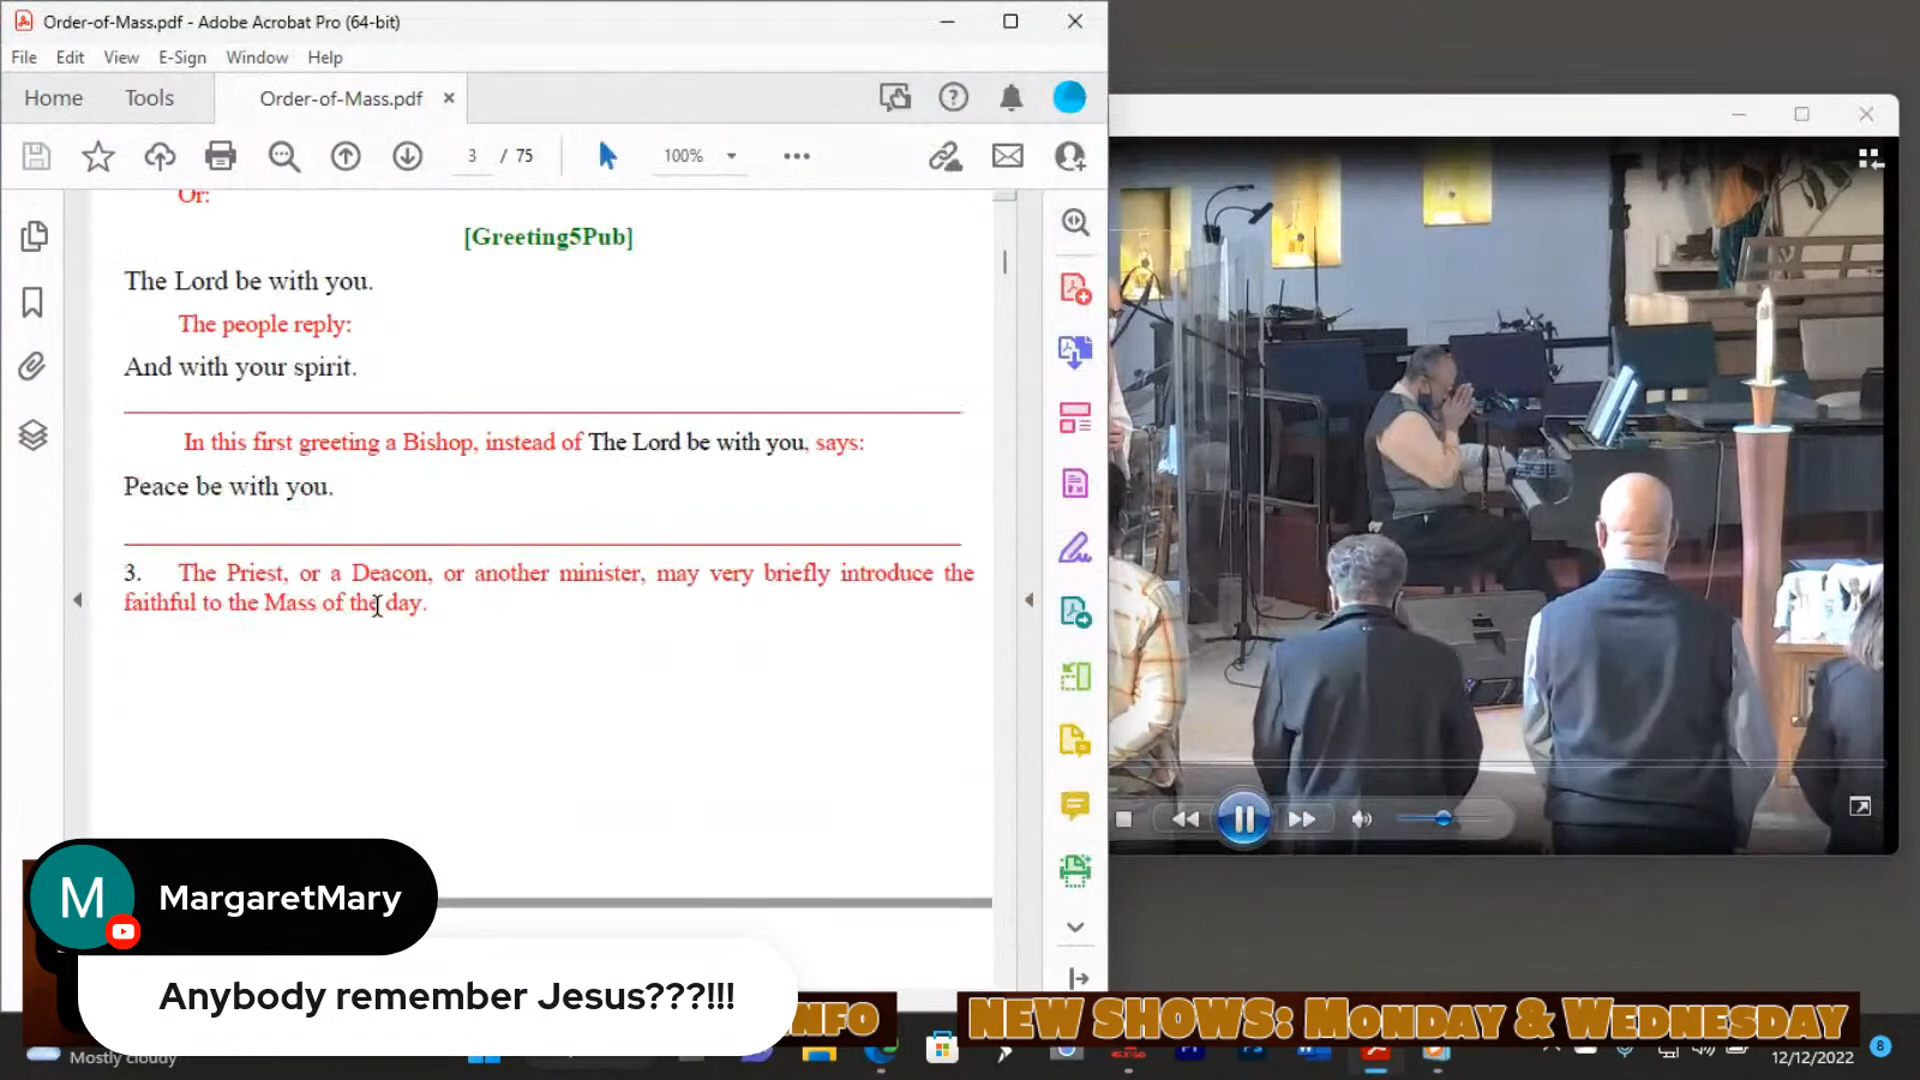 Order-of-Mass.pdf - Adobe Acrobat Pro (64-bit)
File Edit View E-Sign Window Help
Home Tools Order-of-Mass.pdf
3 / 75 100%
Or:
[Greeting5Pub]
The Lord be with you.
The people reply:
And with your spirit.
In this first greeting a Bishop, instead of The Lord be with you, says:
Peace be with you.
3. The Priest, or a Deacon, or another minister, may very briefly introduce the
faithful to the Mass of the day.
M MargaretMary
Anybody remember Jesus???!!!
NEW SHOWS: Monday & Wednesday
Mostly cloudy
12/12/2022 8